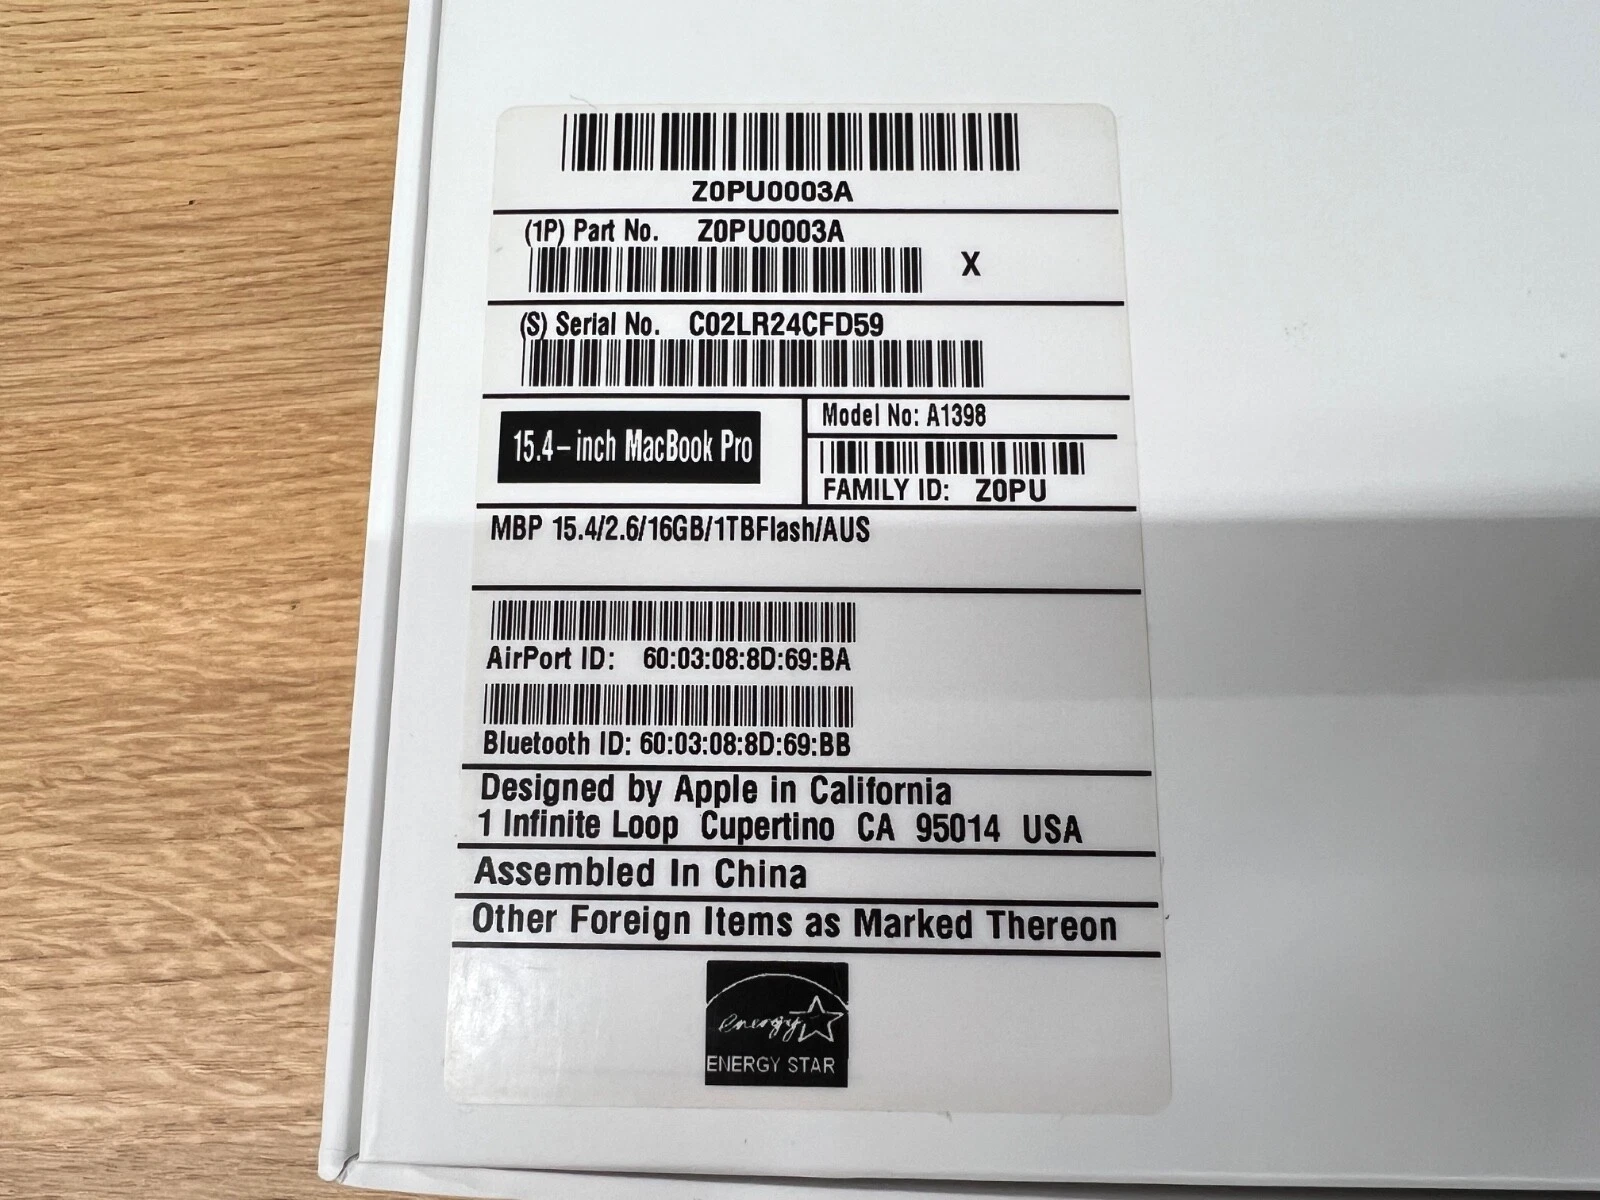 Z0PU0003A
(1P) Part No. Z0PU0003A
X
(S) Serial No. C02LR24CFD59
15.4-inch MacBook Pro
Model No: A1398
FAMILY ID: Z0PU
MBP 15.4/2.6/16GB/1TBFlash/AUS
AirPort ID: 60:03:08:8D:69:BA
Bluetooth ID: 60:03:08:8D:69:BB
Designed by Apple in California
1 Infinite Loop Cupertino CA 95014 USA
Assembled In China
Other Foreign Items as Marked Thereon
energy
ENERGY STAR